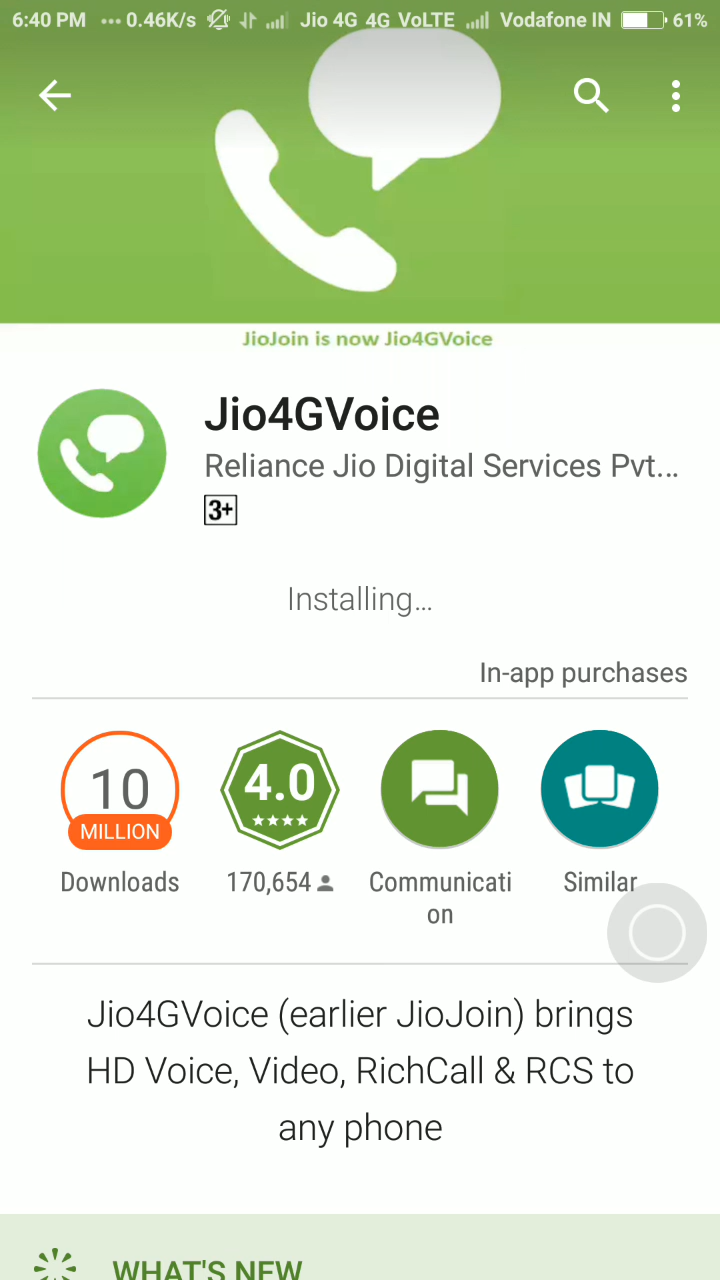 6:40 PM ... 0.46K/s Jio 4G 4G VoLTE Vodafone IN 61%
JioJoin is now Jio4GVoice
Jio4GVoice
Reliance Jio Digital Services Pvt...
3+
Installing...
In-app purchases
10
MILLION
Downloads
4.0
170,654
Communicati
on
Similar
Jio4GVoice (earlier JioJoin) brings
HD Voice, Video, RichCall & RCS to
any phone
WHAT'S NEW